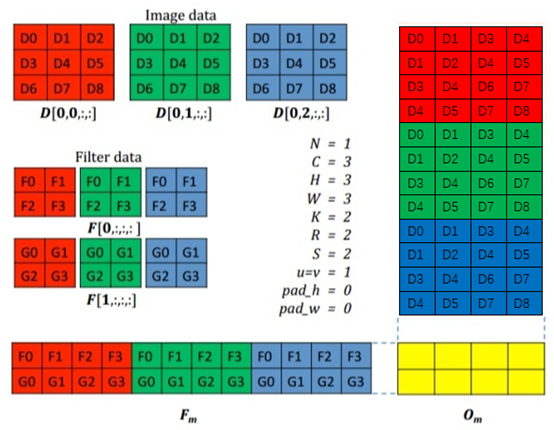 Image data
D0 D1 D2 D0 D1 D2 D0 D1 D2
D3 D4 D5 D3 D4 D5 D3 D4 D5
D6 D7 D8 D6 D7 D8 D6 D7 D8
D[0,0,:,:] D[0,1,:,:] D[0,2,:,:]
Filter data
F0 F1 F0 F1 F0 F1
F2 F3 F2 F3 F2 F3
F[0,:,:,: ]
G0 G1 G0 G1 G0 G1
G2 G3 G2 G3 G2 G3
F[1,:,:,:]
N = 1
C = 3
H = 3
W = 3
K = 2
R = 2
S = 2
u=v = 1
pad_h = 0
pad_w = 0
D0 D1 D3 D4
D1 D2 D4 D5
D3 D4 D6 D7
D4 D5 D7 D8
D0 D1 D3 D4
D1 D2 D4 D5
D3 D4 D6 D7
D4 D5 D7 D8
D0 D1 D3 D4
D1 D2 D4 D5
D3 D4 D6 D7
D4 D5 D7 D8
F0 F1 F2 F3 F0 F1 F2 F3 F0 F1 F2 F3
G0 G1 G2 G3 G0 G1 G2 G3 G0 G1 G2 G3
Fm Om